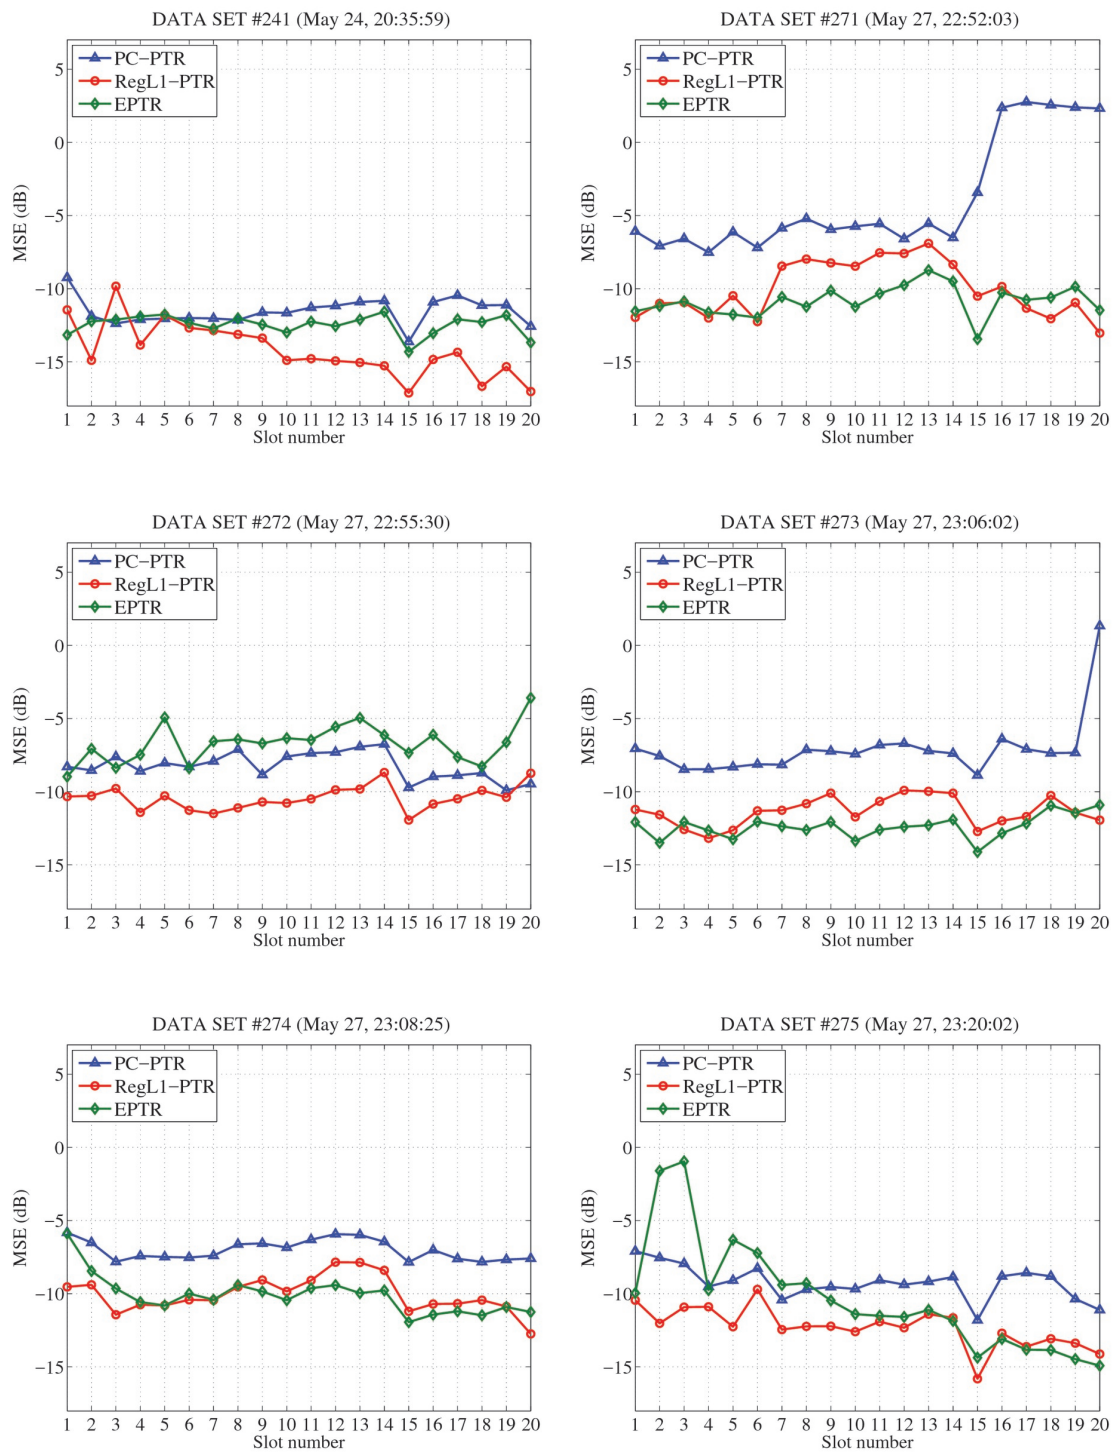 DATA SET #241 (May 24, 20:35:59)
PC−PTR
RegL1−PTR
EPTR
5
0
−5
−10
−15
MSE (dB)
1 2 3 4 5 6 7 8 9 10 11 12 13 14 15 16 17 18 19 20
Slot number
DATA SET #271 (May 27, 22:52:03)
PC−PTR
RegL1−PTR
EPTR
5
0
−5
−10
−15
MSE (dB)
1 2 3 4 5 6 7 8 9 10 11 12 13 14 15 16 17 18 19 20
Slot number
DATA SET #272 (May 27, 22:55:30)
PC−PTR
RegL1−PTR
EPTR
5
0
−5
−10
−15
MSE (dB)
1 2 3 4 5 6 7 8 9 10 11 12 13 14 15 16 17 18 19 20
Slot number
DATA SET #273 (May 27, 23:06:02)
PC−PTR
RegL1−PTR
EPTR
5
0
−5
−10
−15
MSE (dB)
1 2 3 4 5 6 7 8 9 10 11 12 13 14 15 16 17 18 19 20
Slot number
DATA SET #274 (May 27, 23:08:25)
PC−PTR
RegL1−PTR
EPTR
5
0
−5
−10
−15
MSE (dB)
1 2 3 4 5 6 7 8 9 10 11 12 13 14 15 16 17 18 19 20
Slot number
DATA SET #275 (May 27, 23:20:02)
PC−PTR
RegL1−PTR
EPTR
5
0
−5
−10
−15
MSE (dB)
1 2 3 4 5 6 7 8 9 10 11 12 13 14 15 16 17 18 19 20
Slot number